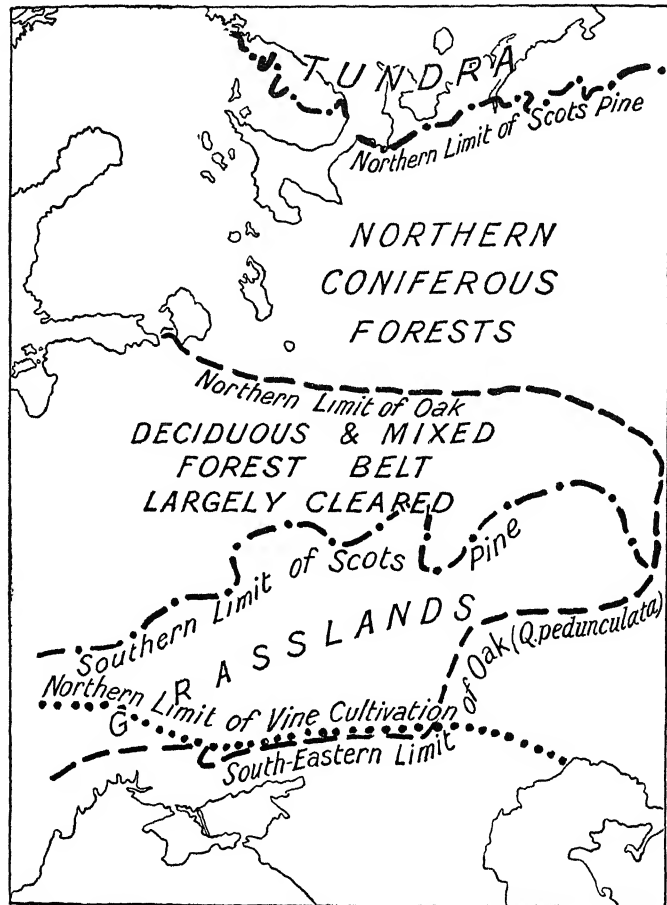 TUNDRA
Northern Limit of Scots Pine
NORTHERN
CONIFEROUS
FORESTS
Northern Limit of Oak
DECIDUOUS & MIXED
FOREST BELT
LARGELY CLEARED
Southern Limit of Scots Pine
GRASSLANDS
Northern Limit of Vine Cultivation
South-Eastern Limit of Oak (Q.pedunculata)